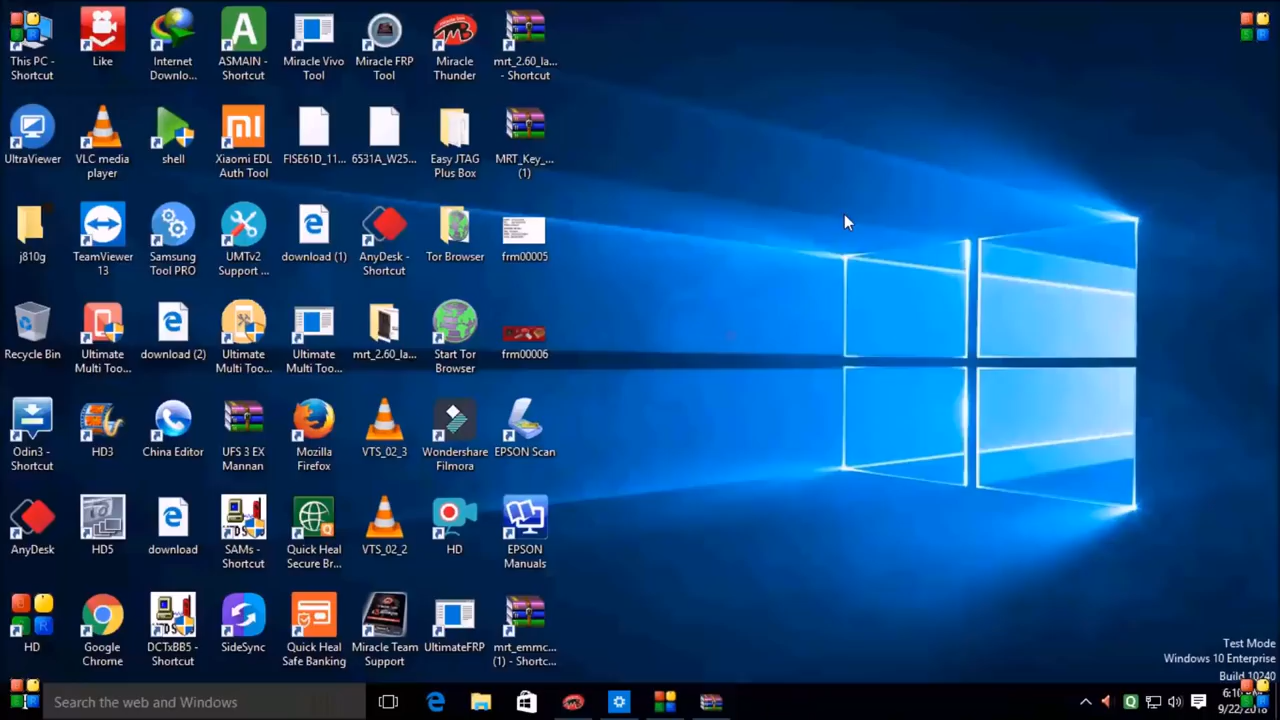 This PC - Shortcut
Like
Internet Downlo...
ASMAIN - Shortcut
Miracle Vivo Tool
Miracle FRP Tool
Miracle Thunder
mrt_2.60_la... - Shortcut
UltraViewer
VLC media player
shell
Xiaomi EDL Auth Tool
FISE61D_11...
6531A_W25...
Easy JTAG Plus Box
MRT_Key_... (1)
j810g
TeamViewer 13
Samsung Tool PRO
UMTv2 Support ...
download (1)
AnyDesk - Shortcut
Tor Browser
frm00005
Recycle Bin
Ultimate Multi Too...
download (2)
Ultimate Multi Too...
Ultimate Multi Too...
mrt_2.60_la...
Start Tor Browser
frm00006
Odin3 - Shortcut
HD3
China Editor
UFS 3 EX Mannan
Mozilla Firefox
VTS_02_3
Wondershare Filmora
EPSON Scan
AnyDesk
HD5
download
SAMs - Shortcut
Quick Heal Secure Br...
VTS_02_2
HD
EPSON Manuals
HD
Google Chrome
DCTxBB5 - Shortcut
SideSync
Quick Heal Safe Banking
Miracle Team Support
UltimateFRP
mrt_emmc... (1) - Shortc...
Test Mode
Windows 10 Enterprise
Build 10240
Search the web and Windows
9/22/2018